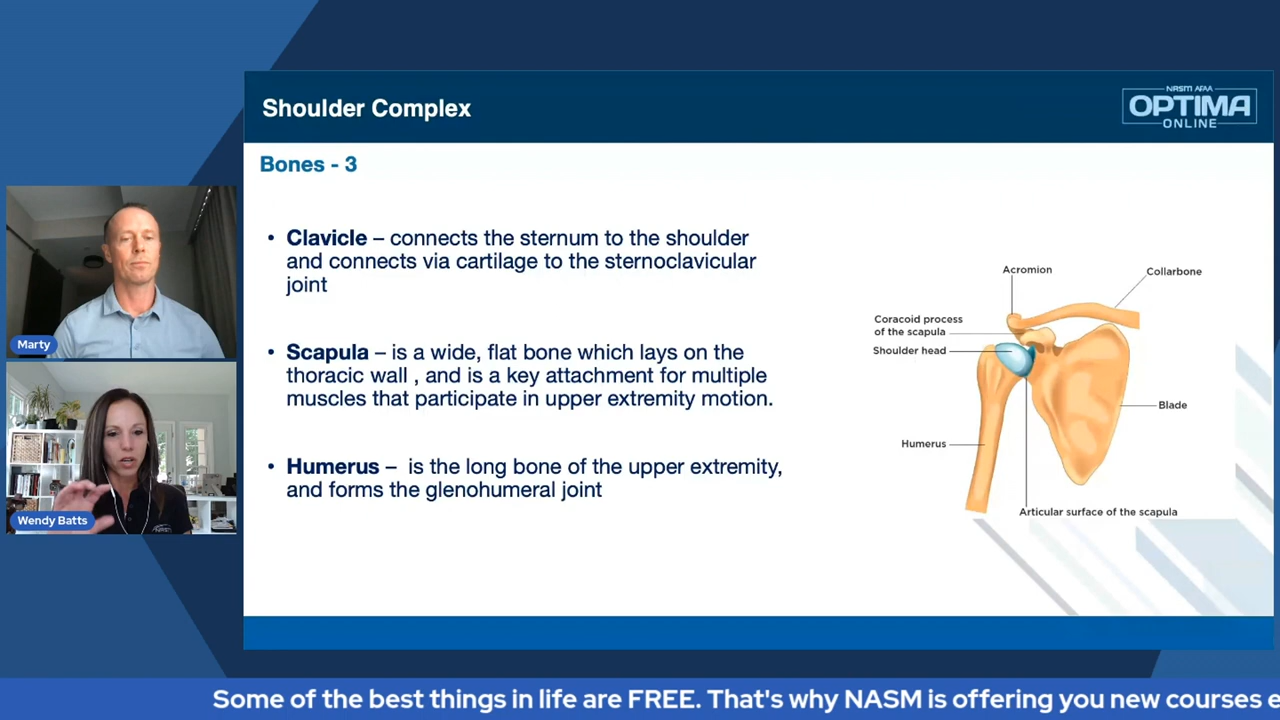 Shoulder Complex
NASM AFAA
OPTIMA
ONLINE
Bones - 3
• Clavicle – connects the sternum to the shoulder
and connects via cartilage to the sternoclavicular
joint
• Scapula – is a wide, flat bone which lays on the
thoracic wall , and is a key attachment for multiple
muscles that participate in upper extremity motion.
• Humerus – is the long bone of the upper extremity,
and forms the glenohumeral joint
Acromion
Collarbone
Coracoid process
of the scapula
Shoulder head
Blade
Humerus
Articular surface of the scapula
Marty
Wendy Batts
Some of the best things in life are FREE. That's why NASM is offering you new courses e